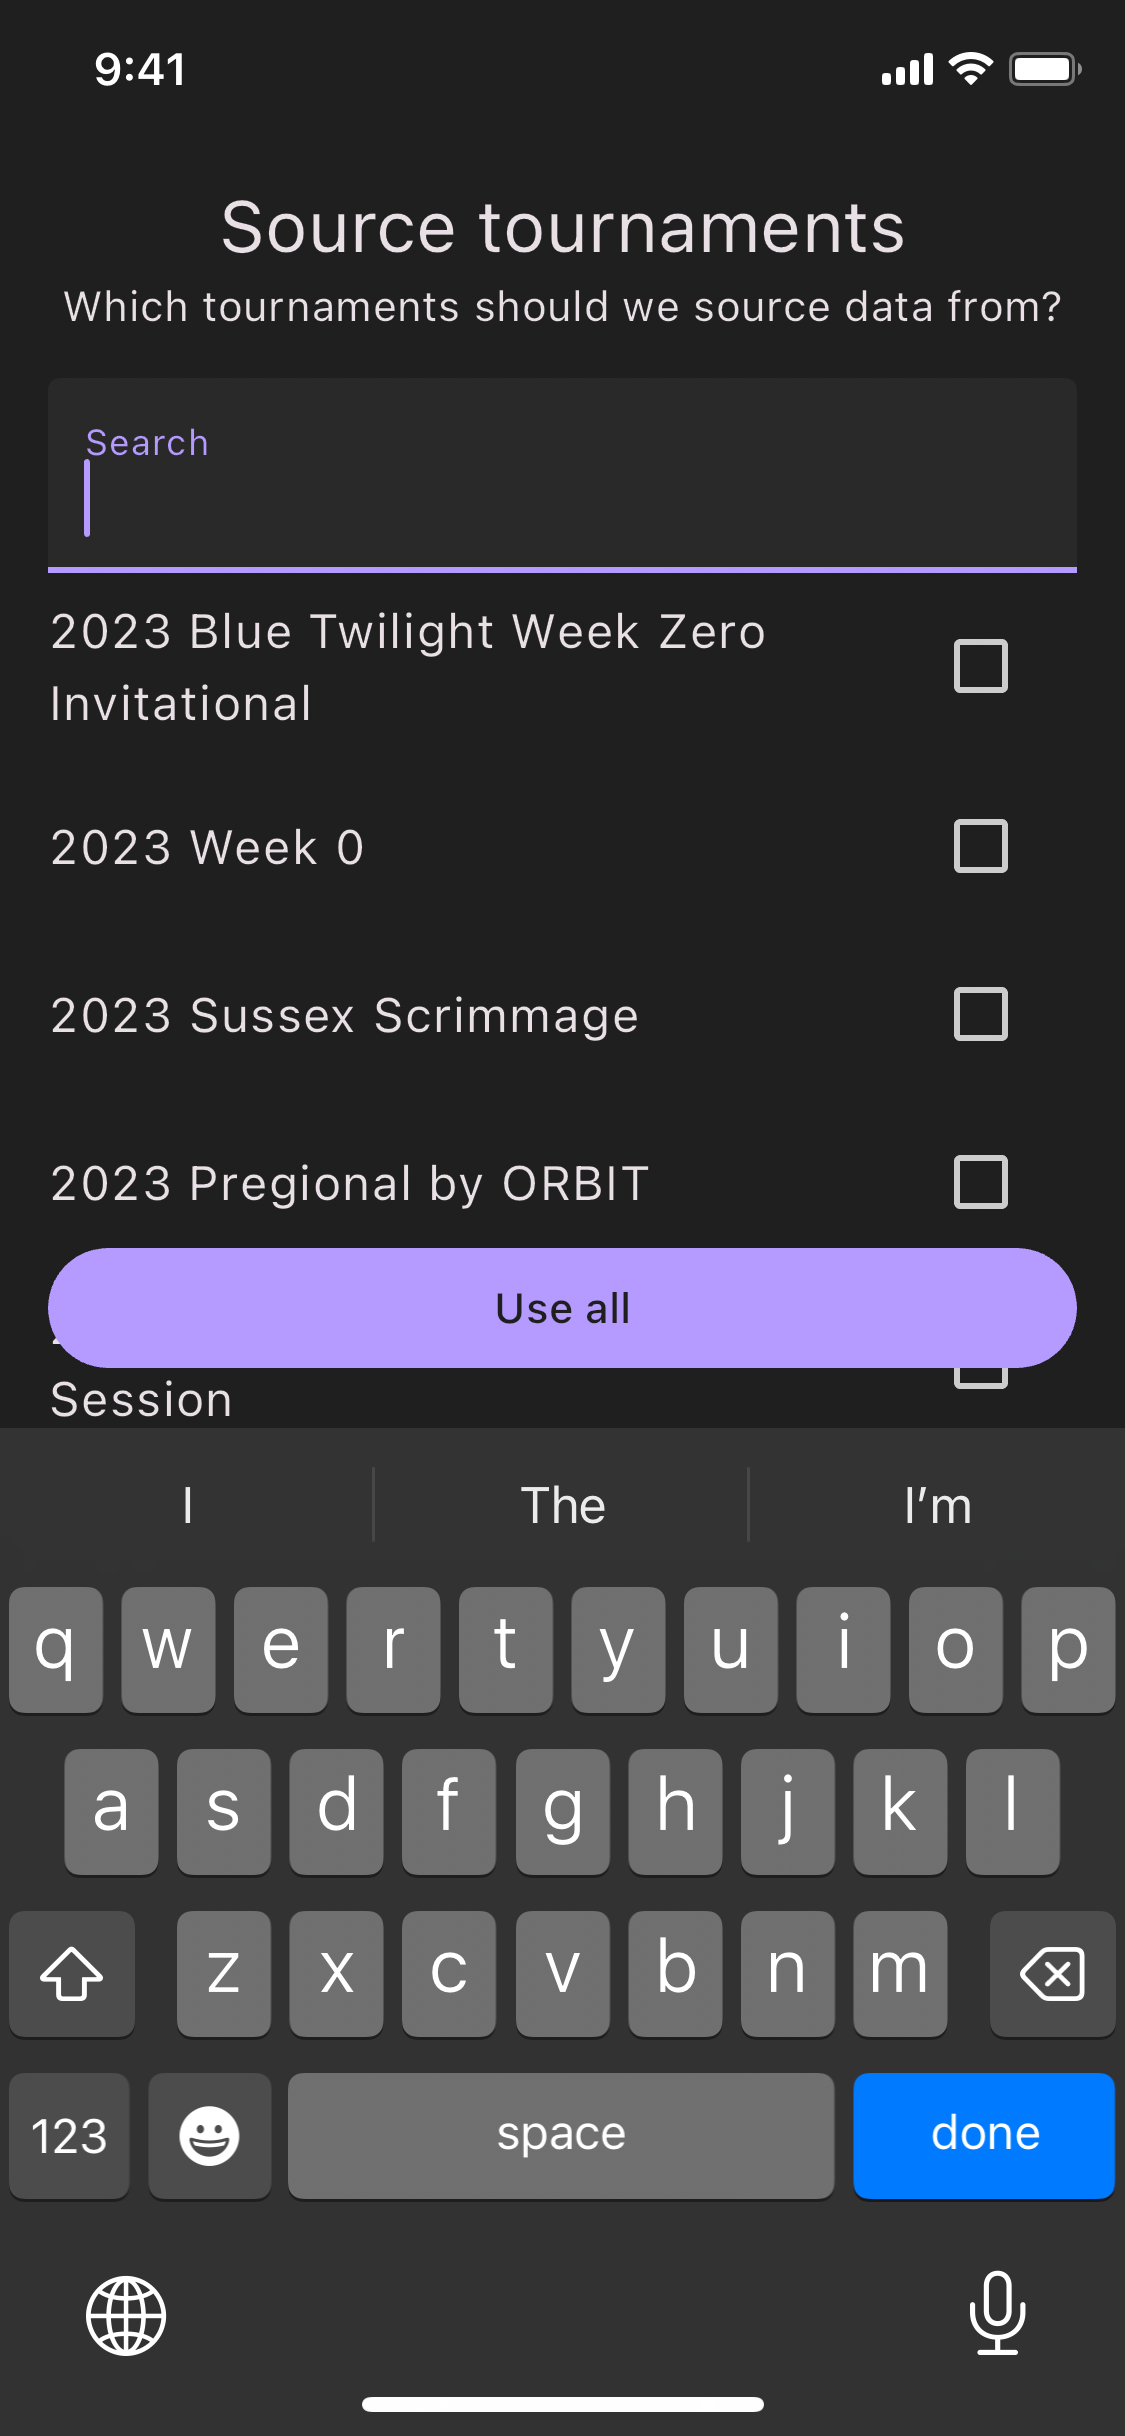 9:41
Source tournaments
Which tournaments should we source data from?
Search
2023 Blue Twilight Week Zero
Invitational
2023 Week 0
2023 Sussex Scrimmage
2023 Pregional by ORBIT
Use all
Session
I The I’m
q w e r t y u i o p
a s d f g h j k l
z x c v b n m
123 space done